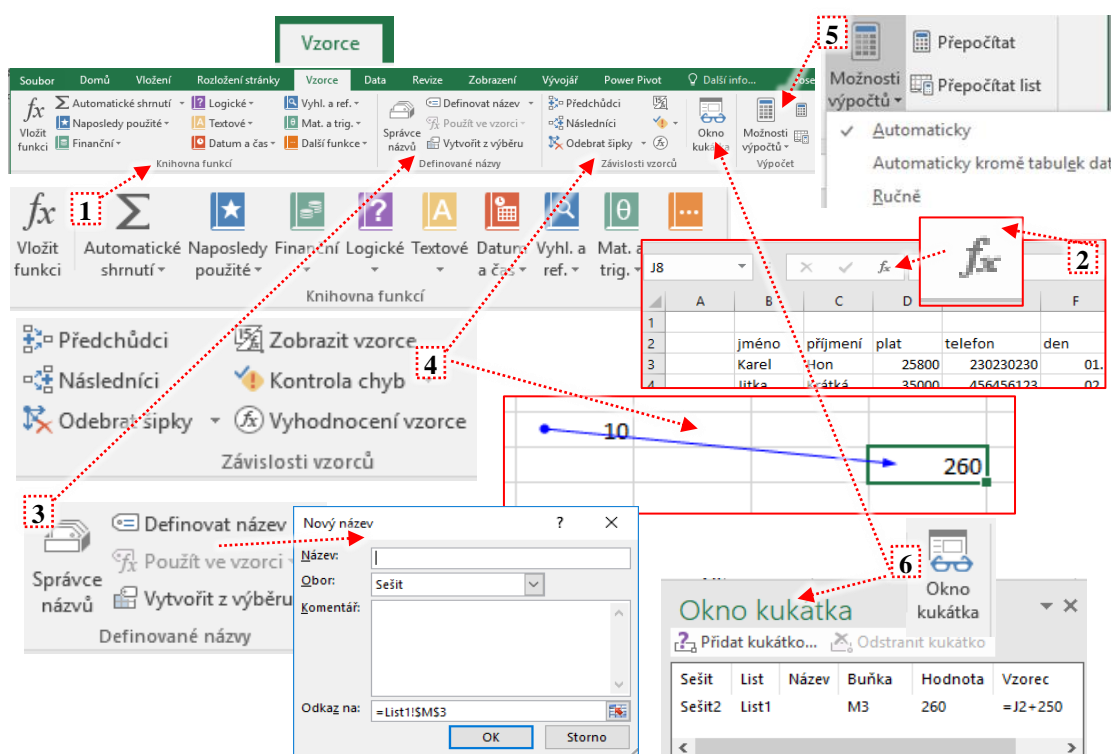 Vzorce
Soubor Domů Vložení Rozložení stránky Vzorce Data Revize Zobrazení Vývojář Power Pivot Další info...
fx Vložit funkci
Σ Automatické shrnutí
Naposledy použité
Finanční
? Logické
A Textové
Datum a čas
Vyhl. a ref.
θ Mat. a trig.
Další funkce
Knihovna funkcí
Správce názvů
Definovat název
Použít ve vzorci
Vytvořit z výběru
Definované názvy
Předchůdci
Následníci
Odebrat šipky
Závislosti vzorců
Okno kukátka
Možnosti výpočtů
Výpočet
5
Možnosti výpočtů
Přepočítat
Přepočítat list
Automaticky
Automaticky kromě tabulek dat
Ručně
1
fx Σ ? A θ ...
Vložit funkci
Automatické shrnutí
Naposledy použité
Finanční
Logické
Textové
Datum a čas
Vyhl. a ref.
Mat. a trig.
Knihovna funkcí
2
fx
J8 fx
A B C D F
1
2 jméno příjmení plat telefon den
3 Karel Hon 25800 230230230 01.
4 Jitka Krátká 35000 456456123 02
Předchůdci
Následníci
Odebrat šipky
Zobrazit vzorce
Kontrola chyb
Vyhodnocení vzorce
Závislosti vzorců
4
10
260
3
Správce názvů
Definovat název
Použít ve vzorci
Vytvořit z výběru
Definované názvy
Nový název ? ×
Název:
Obor: Sešit
Komentář:
Odkaz na: =List1!$M$3
OK Storno
6
Okno kukátka
Okno kukátka
Přidat kukátko... Odstranit kukátko
Sešit List Název Buňka Hodnota Vzorec
Sešit2 List1 M3 260 =J2+250